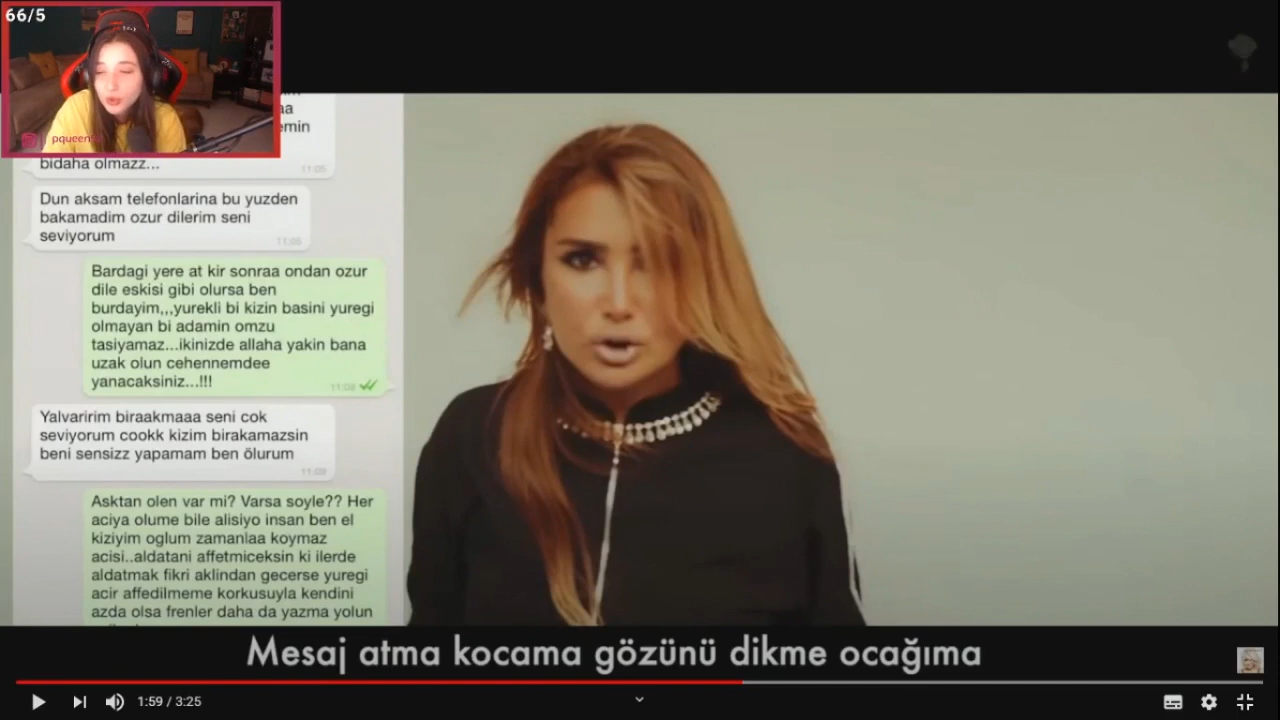 66/5
pqueen
aa
emin
bidaha olmazz...
11:05
Dun aksam telefonlarina bu yuzden
bakamadim ozur dilerim seni
seviyorum
11:05
Bardagi yere at kir sonraa ondan ozur
dile eskisi gibi olursa ben
burdayim,,,yurekli bi kizin basini yuregi
olmayan bi adamin omzu
tasiyamaz...ikinizde allaha yakin bana
uzak olun cehennemdee
yanacaksiniz...!!!
11:08
Yalvaririm biraakmaaa seni cok
seviyorum cookk kizim birakamazsin
beni sensizz yapamam ben ölurum
11:09
Asktan olen var mi? Varsa soyle?? Her
aciya olume bile alisiyo insan ben el
kiziyim oglum zamanlaa koymaz
acisi..aldatani affetmiceksin ki ilerde
aldatmak fikri aklindan gecerse yuregi
acir affedilmeme korkusuyla kendini
azda olsa frenler daha da yazma yolun
Mesaj atma kocama gözünü dikme ocağıma
1:59 / 3:25